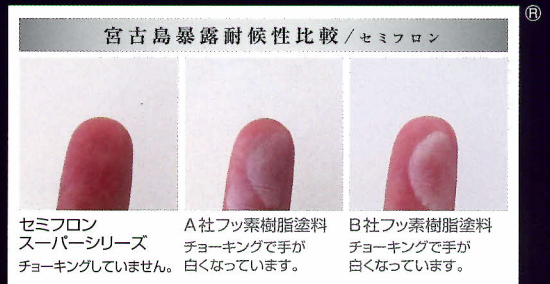 ®
宮古島暴露耐候性比較/セミフロン
セミフロン
スーパーシリーズ
チョーキングしていません。
A社フッ素樹脂塗料
チョーキングで手が
白くなっています。
B社フッ素樹脂塗料
チョーキングで手が
白くなっています。